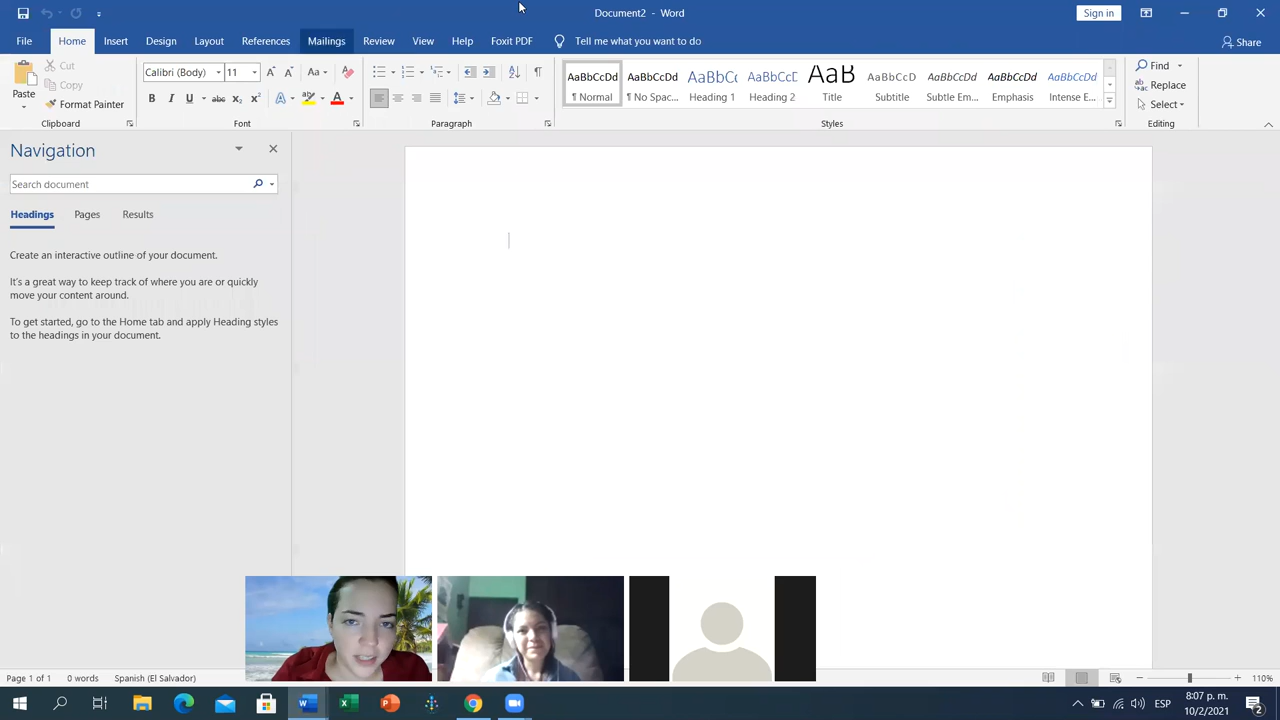 Document2 - Word
Sign in
File Home Insert Design Layout References Mailings Review View Help Foxit PDF Tell me what you want to do Share
Paste
Cut
Copy
Format Painter
Clipboard
Calibri (Body) 11
Font
Paragraph
AaBbCcDd AaBbCcDd AaBbCc AaBbCcD AaB AaBbCcD AaBbCcDd AaBbCcDd AaBbCcDd
¶ Normal ¶ No Spac... Heading 1 Heading 2 Title Subtitle Subtle Em... Emphasis Intense E...
Styles
Find
Replace
Select
Editing
Navigation
Search document
Headings Pages Results
Create an interactive outline of your document.
It's a great way to keep track of where you are or quickly
move your content around.
To get started, go to the Home tab and apply Heading styles
to the headings in your document.
Page 1 of 1 0 words Spanish (El Salvador) 110%
ESP
8:07 p. m.
10/2/2021
2